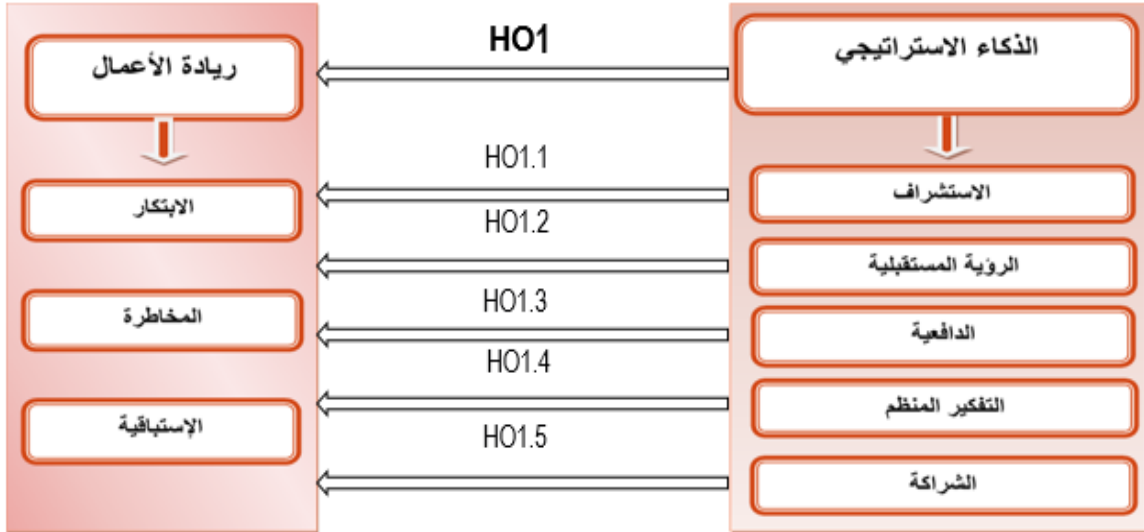 الذكاء الاستراتيجي
الاستشراف
الرؤية المستقبلية
الدافعية
التفكير المنظم
الشراكة
HO1
HO1.1
HO1.2
HO1.3
HO1.4
HO1.5
ريادة الأعمال
الابتكار
المخاطرة
الإستباقية